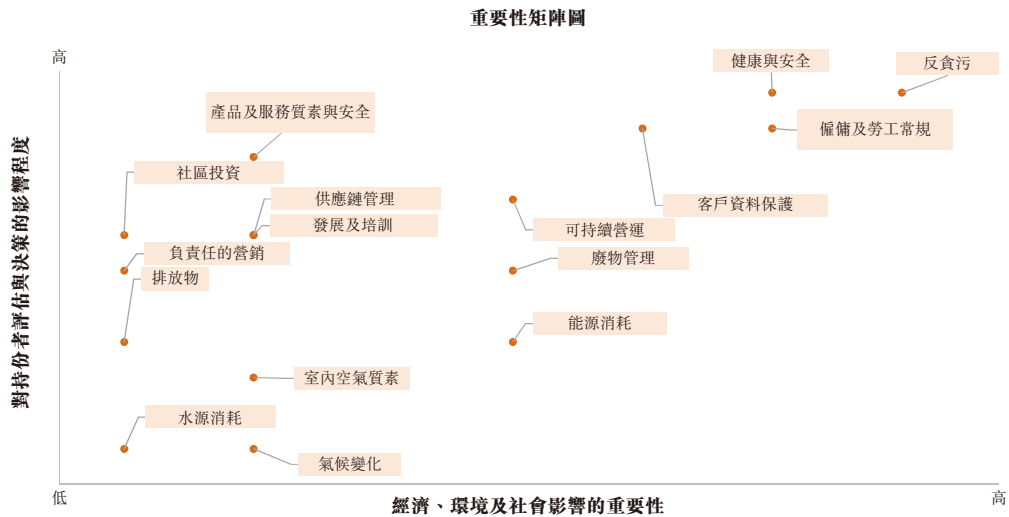 重要性矩陣圖
高
健康與安全
反貪污
產品及服務質素與安全
僱傭及勞工常規
社區投資
供應鏈管理
客戶資料保護
發展及培訓
可持續營運
負責任的營銷
廢物管理
排放物
能源消耗
室內空氣質素
水源消耗
氣候變化
對持份者評估與決策的影響程度
低
經濟、環境及社會影響的重要性
高